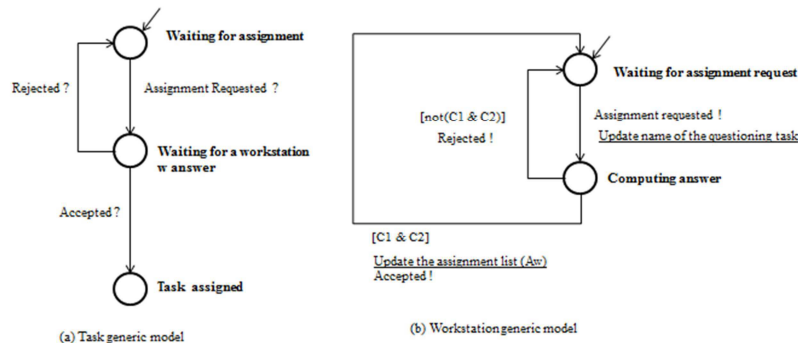 Waiting for assignment
Rejected ?
Assignment Requested ?
Waiting for a workstation
w answer
Accepted ?
Task assigned
(a) Task generic model
Waiting for assignment request
[not(C1 & C2)]
Rejected !
Assignment requested !
Update name of the questioning task
Computing answer
[C1 & C2]
Update the assignment list (Aw)
Accepted !
(b) Workstation generic model